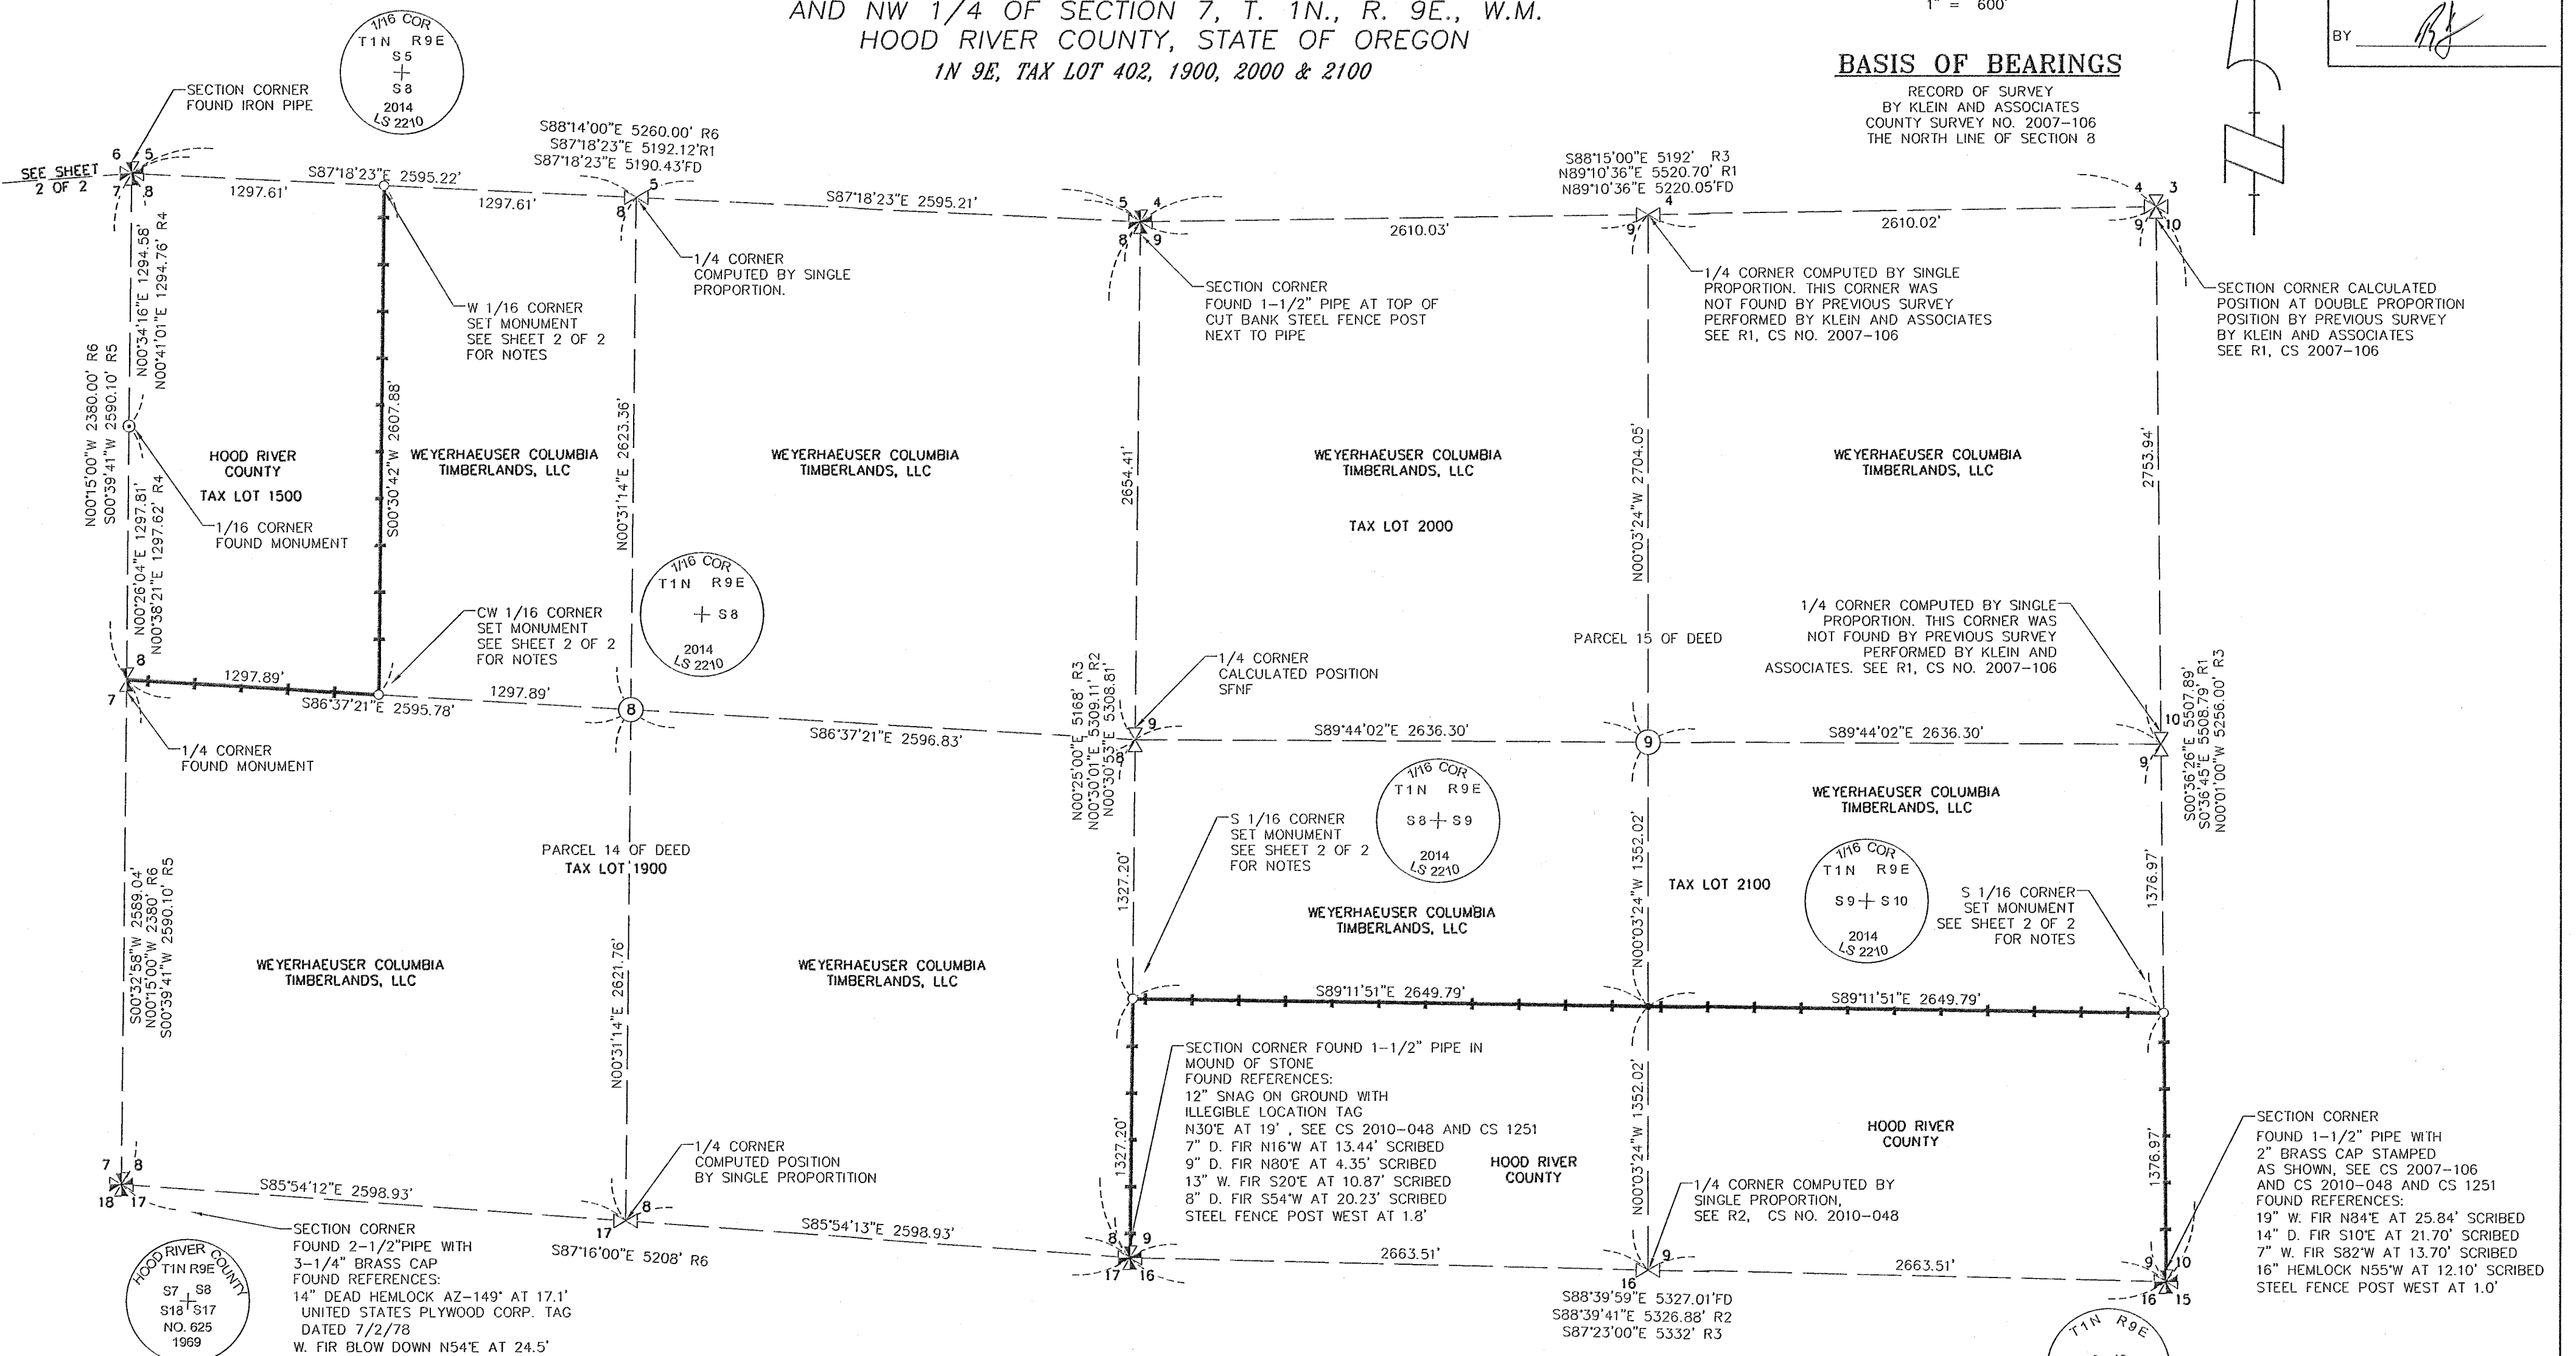 AND NW 1/4 OF SECTION 7, T. 1N., R. 9E., W.M.
HOOD RIVER COUNTY, STATE OF OREGON
1N 9E, TAX LOT 402, 1900, 2000 & 2100
1" = 600'
BY
BASIS OF BEARINGS
RECORD OF SURVEY
BY KLEIN AND ASSOCIATES
COUNTY SURVEY NO. 2007-106
THE NORTH LINE OF SECTION 8
1/16 COR
T1N R9E
S5
S8
2014
LS 2210
SECTION CORNER
FOUND IRON PIPE
SEE SHEET
2 OF 2
6 5
7 8
S87°18'23"E 2595.22'
1297.61'
1297.61'
S88°14'00"E 5260.00' R6
S87°18'23"E 5192.12'R1
S87°18'23"E 5190.43'FD
5
8
S87°18'23"E 2595.21'
5 4
8 9
S88°15'00"E 5192' R3
N89°10'36"E 5520.70' R1
N89°10'36"E 5220.05'FD
4
9
2610.03'
2610.02'
4 3
9 10
1/4 CORNER
COMPUTED BY SINGLE
PROPORTION.
W 1/16 CORNER
SET MONUMENT
SEE SHEET 2 OF 2
FOR NOTES
SECTION CORNER
FOUND 1-1/2" PIPE AT TOP OF
CUT BANK STEEL FENCE POST
NEXT TO PIPE
1/4 CORNER COMPUTED BY SINGLE
PROPORTION. THIS CORNER WAS
NOT FOUND BY PREVIOUS SURVEY
PERFORMED BY KLEIN AND ASSOCIATES
SEE R1, CS NO. 2007-106
SECTION CORNER CALCULATED
POSITION AT DOUBLE PROPORTION
POSITION BY PREVIOUS SURVEY
BY KLEIN AND ASSOCIATES
SEE R1, CS 2007-106
N00°15'00"W 2380.00' R6
S00°39'41"W 2590.10' R5
N00°34'16"E 1294.58'
N00°41'01"E 1294.76' R4
N00°26'04"E 1297.81'
N00°38'21"E 1297.62' R4
S00°30'42"W 2607.88'
N00°31'14"E 2623.36'
2654.41'
N00°03'24"W 2704.05'
2753.94'
HOOD RIVER
COUNTY
TAX LOT 1500
WEYERHAEUSER COLUMBIA
TIMBERLANDS, LLC
WEYERHAEUSER COLUMBIA
TIMBERLANDS, LLC
WEYERHAEUSER COLUMBIA
TIMBERLANDS, LLC
TAX LOT 2000
WEYERHAEUSER COLUMBIA
TIMBERLANDS, LLC
1/16 CORNER
FOUND MONUMENT
1/16 COR
T1N R9E
S8
2014
LS 2210
CW 1/16 CORNER
SET MONUMENT
SEE SHEET 2 OF 2
FOR NOTES
PARCEL 15 OF DEED
1/4 CORNER COMPUTED BY SINGLE
PROPORTION. THIS CORNER WAS
NOT FOUND BY PREVIOUS SURVEY
PERFORMED BY KLEIN AND
ASSOCIATES. SEE R1, CS NO. 2007-106
1/4 CORNER
CALCULATED POSITION
SFNF
8
7
1297.89'
S86°37'21"E 2595.78'
1297.89'
8
S86°37'21"E 2596.83'
9
8
S89°44'02"E 2636.30'
9
S89°44'02"E 2636.30'
10
9
1/4 CORNER
FOUND MONUMENT
N00°25'00"E 5168' R3
N00°30'01"E 5309.11' R2
N00°30'53"E 5308.81'
S00°36'26"E 5507.89'
S0°36'45"E 5508.79' R1
N00°01'00"W 5256.00' R3
1/16 COR
T1N R9E
S8 S9
2014
LS 2210
WEYERHAEUSER COLUMBIA
TIMBERLANDS, LLC
1/16 COR
T1N R9E
S9 S10
2014
LS 2210
S 1/16 CORNER
SET MONUMENT
SEE SHEET 2 OF 2
FOR NOTES
PARCEL 14 OF DEED
TAX LOT 1900
TAX LOT 2100
S 1/16 CORNER
SET MONUMENT
SEE SHEET 2 OF 2
FOR NOTES
S00°32'58"W 2589.04'
N00°15'00"W 2380' R6
S00°39'41"W 2590.10' R5
N00°31'14"E 2621.76'
1327.20'
N00°03'24"W 1352.02'
1376.97'
WEYERHAEUSER COLUMBIA
TIMBERLANDS, LLC
WEYERHAEUSER COLUMBIA
TIMBERLANDS, LLC
WEYERHAEUSER COLUMBIA
TIMBERLANDS, LLC
S89°11'51"E 2649.79'
S89°11'51"E 2649.79'
SECTION CORNER FOUND 1-1/2" PIPE IN
MOUND OF STONE
FOUND REFERENCES:
12" SNAG ON GROUND WITH
ILLEGIBLE LOCATION TAG
N30°E AT 19' , SEE CS 2010-048 AND CS 1251
7" D. FIR N16°W AT 13.44' SCRIBED
9" D. FIR N80°E AT 4.35' SCRIBED
13" W. FIR S20°E AT 10.87' SCRIBED
8" D. FIR S54°W AT 20.23' SCRIBED
STEEL FENCE POST WEST AT 1.8'
1327.20'
HOOD RIVER
COUNTY
N00°03'24"W 1352.02'
HOOD RIVER
COUNTY
1376.97'
1/4 CORNER COMPUTED BY
SINGLE PROPORTION,
SEE R2, CS NO. 2010-048
SECTION CORNER
FOUND 1-1/2" PIPE WITH
2" BRASS CAP STAMPED
AS SHOWN, SEE CS 2007-106
AND CS 2010-048 AND CS 1251
FOUND REFERENCES:
19" W. FIR N84°E AT 25.84' SCRIBED
14" D. FIR S10°E AT 21.70' SCRIBED
7" W. FIR S82°W AT 13.70' SCRIBED
16" HEMLOCK N55°W AT 12.10' SCRIBED
STEEL FENCE POST WEST AT 1.0'
1/4 CORNER
COMPUTED POSITION
BY SINGLE PROPORTITION
7 8
18 17
S85°54'12"E 2598.93'
8
17
S85°54'13"E 2598.93'
S87°16'00"E 5208' R6
8 9
17 16
2663.51'
9
16
2663.51'
9 10
16 15
S88°39'59"E 5327.01'FD
S88°39'41"E 5326.88' R2
S87°23'00"E 5332' R3
HOOD RIVER COUNTY
T1N R9E
S7 S8
S18 S17
NO. 625
1969
SECTION CORNER
FOUND 2-1/2"PIPE WITH
3-1/4" BRASS CAP
FOUND REFERENCES:
14" DEAD HEMLOCK AZ-149° AT 17.1'
UNITED STATES PLYWOOD CORP. TAG
DATED 7/2/78
W. FIR BLOW DOWN N54°E AT 24.5'
T1N R9E